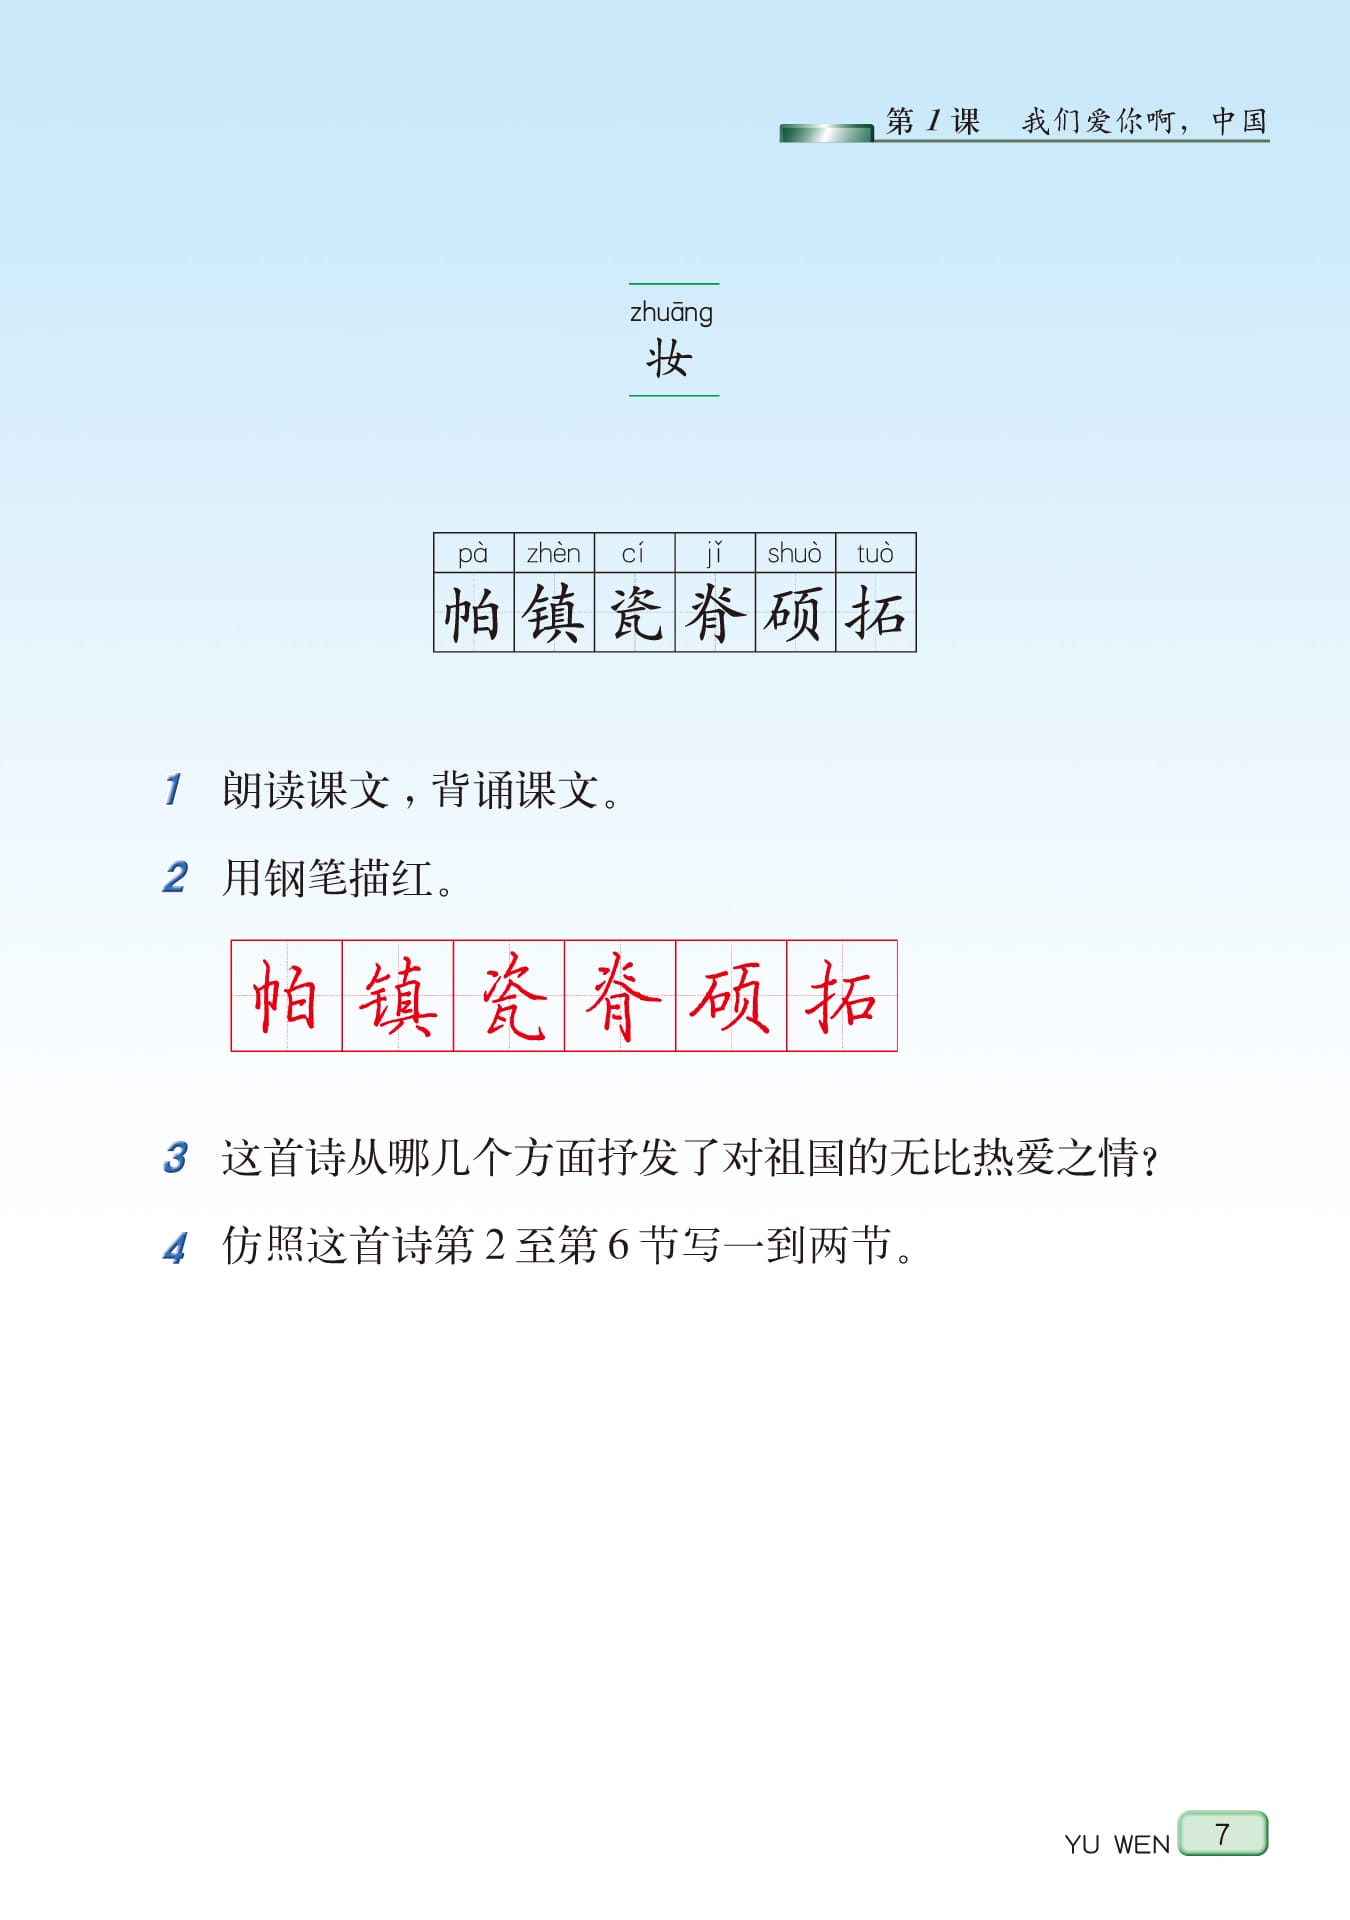 第1课 我们爱你啊，中国
zhuāng
妆
pà zhèn cí jǐ shuò tuò
帕 镇 瓷 脊 硕 拓
1 朗读课文，背诵课文。
2 用钢笔描红。
帕 镇 瓷 脊 硕 拓
3 这首诗从哪几个方面抒发了对祖国的无比热爱之情？
4 仿照这首诗第2至第6节写一到两节。
YU WEN 7